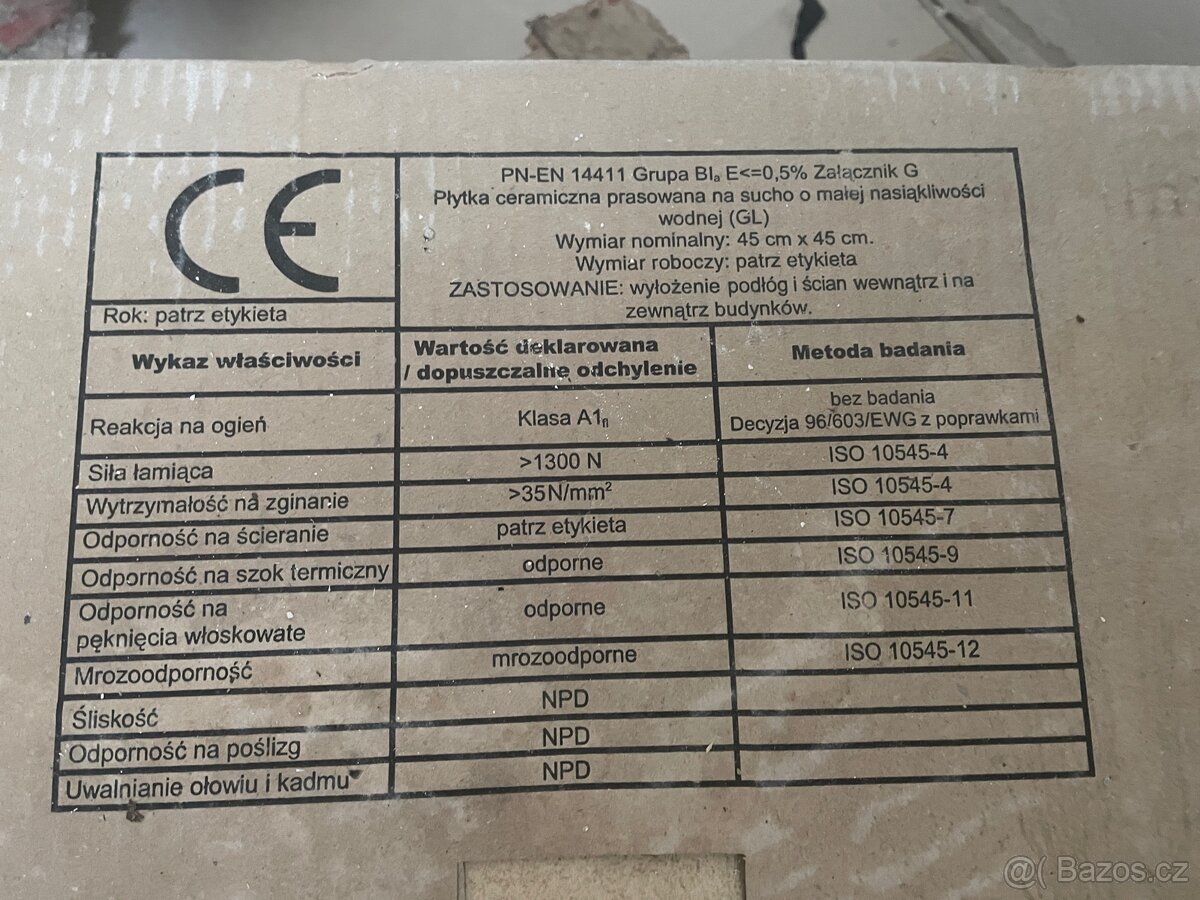 CE
Rok: patrz etykieta
PN-EN 14411 Grupa BIa E<=0,5% Załącznik G
Płytka ceramiczna prasowana na sucho o małej nasiąkliwości
wodnej (GL)
Wymiar nominalny: 45 cm x 45 cm.
Wymiar roboczy: patrz etykieta
ZASTOSOWANIE: wyłożenie podłóg i ścian wewnątrz i na
zewnątrz budynków.
Wykaz właściwości
Wartość deklarowana
/ dopuszczalne odchylenie
Metoda badania
Reakcja na ogień
Klasa A1fl
bez badania
Decyzja 96/603/EWG z poprawkami
Siła łamiąca
>1300 N
ISO 10545-4
Wytrzymałość na zginanie
>35N/mm²
ISO 10545-4
Odporność na ścieranie
patrz etykieta
ISO 10545-7
Odporność na szok termiczny
odporne
ISO 10545-9
Odporność na
pęknięcia włoskowate
odporne
ISO 10545-11
Mrozoodporność
mrozoodporne
ISO 10545-12
Śliskość
NPD
Odporność na poślizg
NPD
Uwalnianie ołowiu i kadmu
NPD
@( Bazos.cz